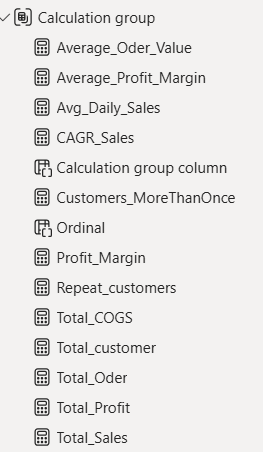 Calculation group
Average_Oder_Value
Average_Profit_Margin
Avg_Daily_Sales
CAGR_Sales
Calculation group column
Customers_MoreThanOnce
Ordinal
Profit_Margin
Repeat_customers
Total_COGS
Total_customer
Total_Oder
Total_Profit
Total_Sales